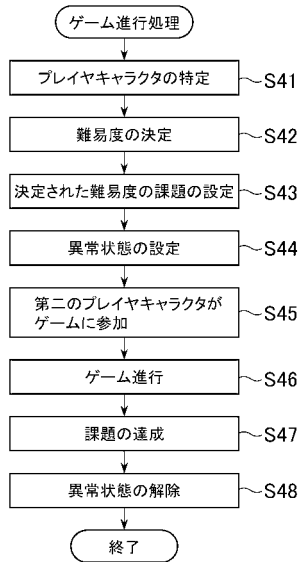 ゲーム進行処理
プレイヤキャラクタの特定
S41
難易度の決定
S42
決定された難易度の課題の設定
S43
異常状態の設定
S44
第二のプレイヤキャラクタが
ゲームに参加
S45
ゲーム進行
S46
課題の達成
S47
異常状態の解除
S48
終了